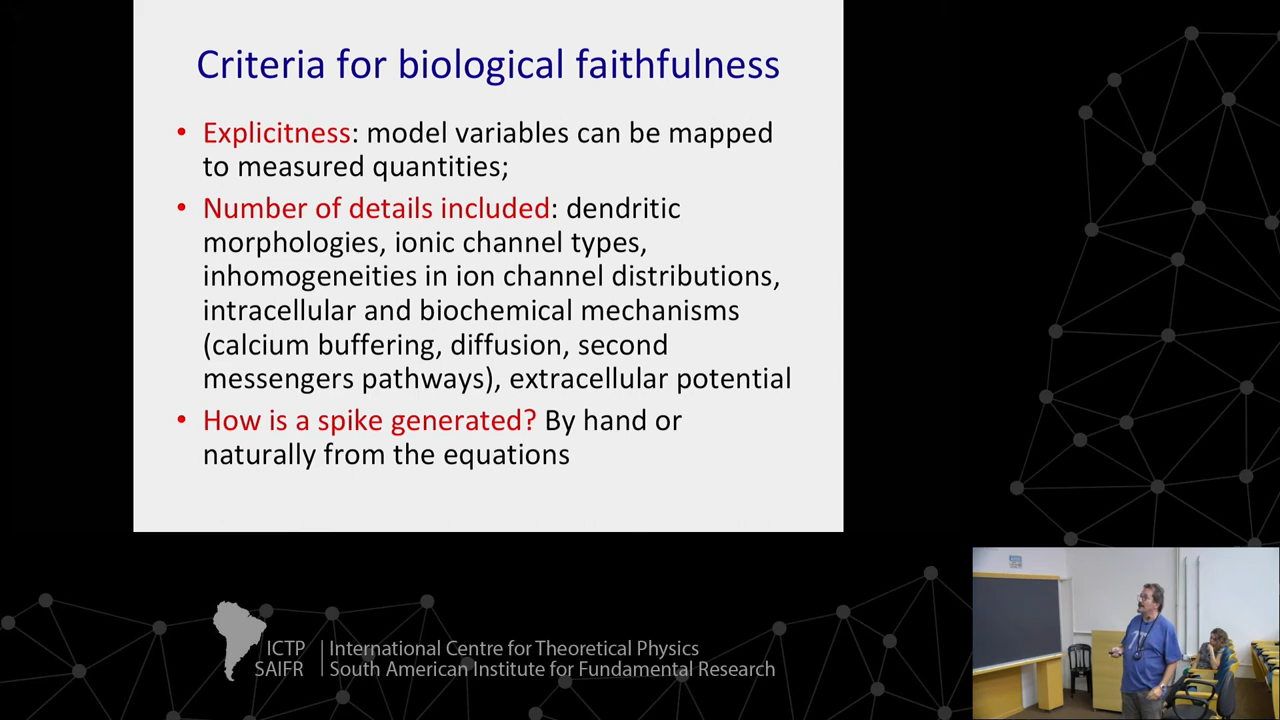 Criteria for biological faithfulness
• Explicitness: model variables can be mapped
to measured quantities;
• Number of details included: dendritic
morphologies, ionic channel types,
inhomogeneities in ion channel distributions,
intracellular and biochemical mechanisms
(calcium buffering, diffusion, second
messengers pathways), extracellular potential
• How is a spike generated? By hand or
naturally from the equations
ICTP
SAIFR
International Centre for Theoretical Physics
South American Institute for Fundamental Research